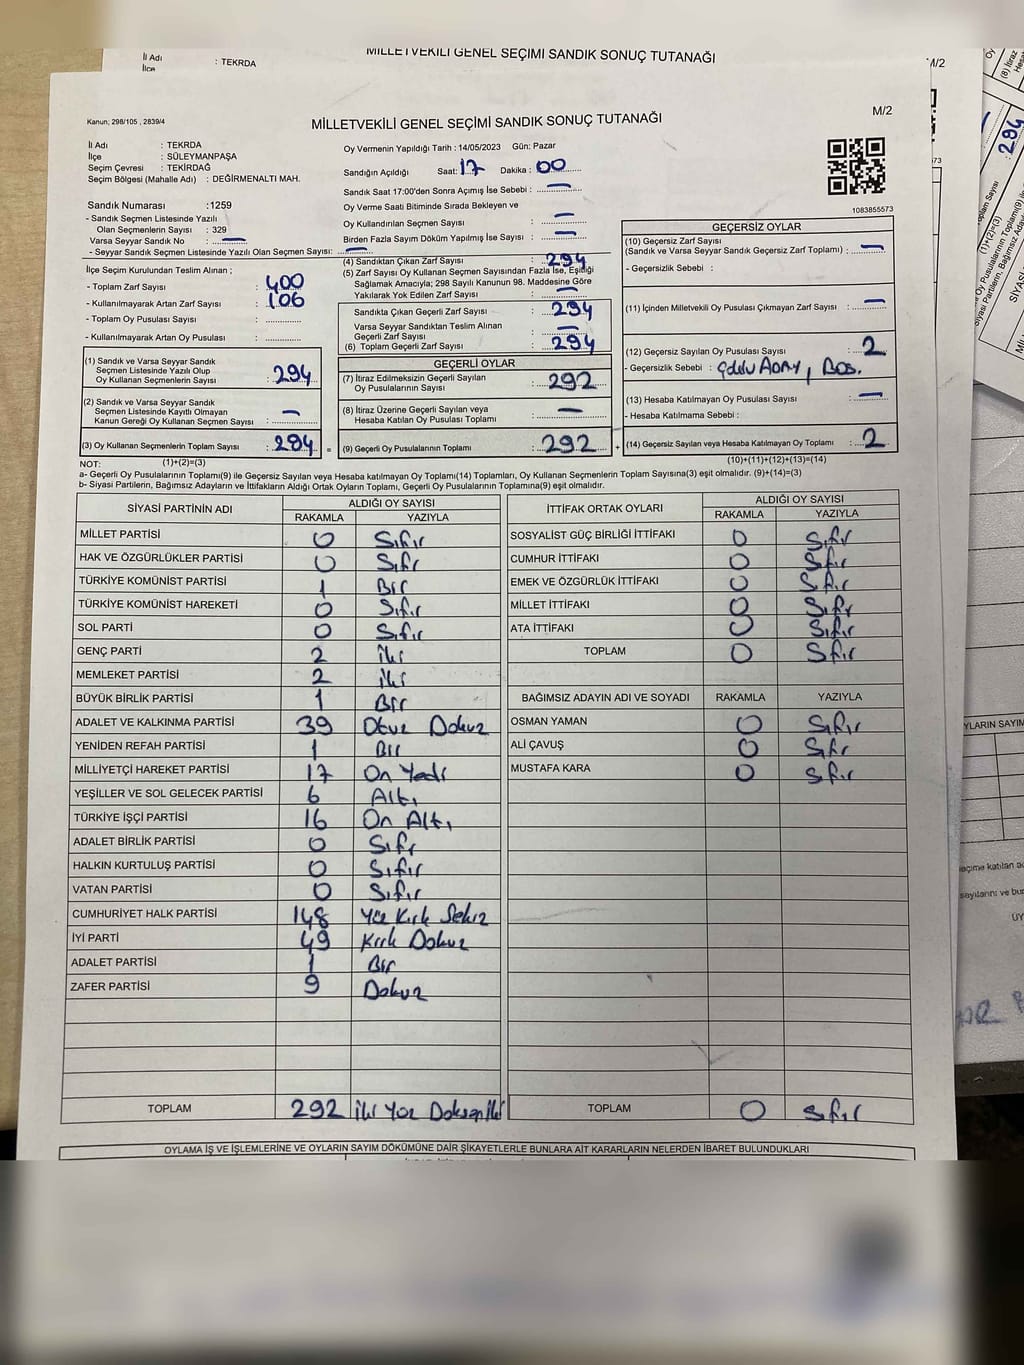 İl Adı : TEKRDA
İlçe
MİLLETVEKİLİ GENEL SEÇİMİ SANDIK SONUÇ TUTANAĞI
M/2
M/2
Kanun; 298/105 , 2839/4
MİLLETVEKİLİ GENEL SEÇİMİ SANDIK SONUÇ TUTANAĞI
İl Adı : TEKRDA
İlçe : SÜLEYMANPAŞA
Seçim Çevresi : TEKİRDAĞ
Seçim Bölgesi (Mahalle Adı) : DEĞİRMENALTI MAH.
Sandık Numarası :1259
- Sandık Seçmen Listesinde Yazılı
Olan Seçmenlerin Sayısı : 329
Varsa Seyyar Sandık No : —
- Seyyar Sandık Seçmen Listesinde Yazılı Olan Seçmen Sayısı: —
İlçe Seçim Kurulundan Teslim Alınan ;
- Toplam Zarf Sayısı : 400
- Kullanılmayarak Artan Zarf Sayısı : 106
- Toplam Oy Pusulası Sayısı : ..............
- Kullanılmayarak Artan Oy Pusulası : ..............
(1) Sandık ve Varsa Seyyar Sandık
Seçmen Listesinde Yazılı Olup
Oy Kullanan Seçmenlerin Sayısı : 294
(2) Sandık ve Varsa Seyyar Sandık
Seçmen Listesinde Kayıtlı Olmayan
Kanun Gereği Oy Kullanan Seçmen Sayısı : —
(3) Oy Kullanan Seçmenlerin Toplam Sayısı : 294 =
Oy Vermenin Yapıldığı Tarih : 14/05/2023 Gün: Pazar
Sandığın Açıldığı Saat: 17 Dakika : 00
Sandık Saat 17:00'den Sonra Açımış İse Sebebi : —
Oy Verme Saati Bitiminde Sırada Bekleyen ve
Oy Kullandırılan Seçmen Sayısı : —
Birden Fazla Sayım Döküm Yapılmış İse Sayısı : —
(4) Sandıktan Çıkan Zarf Sayısı : 294
(5) Zarf Sayısı Oy Kullanan Seçmen Sayısından Fazla İse, Eşitliği
Sağlamak Amacıyla; 298 Sayılı Kanunun 98. Maddesine Göre
Yakılarak Yok Edilen Zarf Sayısı : —
Sandıkta Çıkan Geçerli Zarf Sayısı : 294
Varsa Seyyar Sandıktan Teslim Alınan
Geçerli Zarf Sayısı : —
(6) Toplam Geçerli Zarf Sayısı : 294
GEÇERLİ OYLAR
(7) İtiraz Edilmeksizin Geçerli Sayılan
Oy Pusulalarının Sayısı : 292
(8) İtiraz Üzerine Geçerli Sayılan veya
Hesaba Katılan Oy Pusulası Toplamı : —
(9) Geçerli Oy Pusulalarının Toplamı : 292 +
1083855573
GEÇERSİZ OYLAR
(10) Geçersiz Zarf Sayısı
(Sandık ve Varsa Seyyar Sandık Geçersiz Zarf Toplamı) : —
- Geçersizlik Sebebi :
(11) İçinden Milletvekili Oy Pusulası Çıkmayan Zarf Sayısı : —
(12) Geçersiz Sayılan Oy Pusulası Sayısı : 2
- Geçersizlik Sebebi : ADAY, BOŞ.
(13) Hesaba Katılmayan Oy Pusulası Sayısı : —
- Hesaba Katılmama Sebebi :
(14) Geçersiz Sayılan veya Hesaba Katılmayan Oy Toplamı : 2
NOT: (1)+(2)=(3)
(10)+(11)+(12)+(13)=(14)
a- Geçerli Oy Pusulalarının Toplamı(9) ile Geçersiz Sayılan veya Hesaba katılmayan Oy Toplamı(14) Toplamları, Oy Kullanan Seçmenlerin Toplam Sayısına(3) eşit olmalıdır. (9)+(14)=(3)
b- Siyasi Partilerin, Bağımsız Adayların ve İttifakların Aldığı Ortak Oyların Toplamı, Geçerli Oy Pusulalarının Toplamına(9) eşit olmalıdır.
SİYASİ PARTİNİN ADI ALDIĞI OY SAYISI
RAKAMLA YAZIYLA
MİLLET PARTİSİ 0 Sıfır
HAK VE ÖZGÜRLÜKLER PARTİSİ 0 Sıfr
TÜRKİYE KOMÜNİST PARTİSİ 1 Bir
TÜRKİYE KOMÜNİST HAREKETİ 0 Sıfır
SOL PARTİ 0 Sıfır
GENÇ PARTİ 2 İki
MEMLEKET PARTİSİ 2 İki
BÜYÜK BİRLİK PARTİSİ 1 Bir
ADALET VE KALKINMA PARTİSİ 39 Otuz Dokuz
YENİDEN REFAH PARTİSİ 1 Bir
MİLLİYETÇİ HAREKET PARTİSİ 17 On Yedi
YEŞİLLER VE SOL GELECEK PARTİSİ 6 Altı
TÜRKİYE İŞÇİ PARTİSİ 16 On Altı
ADALET BİRLİK PARTİSİ 0 Sıfr
HALKIN KURTULUŞ PARTİSİ 0 Sıfır
VATAN PARTİSİ 0 Sıfır
CUMHURİYET HALK PARTİSİ 148 Yüz Kırk Sekiz
İYİ PARTİ 49 Kırk Dokuz
ADALET PARTİSİ 1 Bir
ZAFER PARTİSİ 9 Dokuz
TOPLAM 292 İki Yüz Doksan İki
İTTİFAK ORTAK OYLARI ALDIĞI OY SAYISI
RAKAMLA YAZIYLA
SOSYALİST GÜÇ BİRLİĞİ İTTİFAKI 0 Sıfır
CUMHUR İTTİFAKI 0 Sıfır
EMEK VE ÖZGÜRLÜK İTTİFAKI 0 Sıfır
MİLLET İTTİFAKI 0 Sıfr
ATA İTTİFAKI 0 Sıfır
TOPLAM 0 Sıfır
BAĞIMSIZ ADAYIN ADI VE SOYADI RAKAMLA YAZIYLA
OSMAN YAMAN 0 Sıfır
ALİ ÇAVUŞ 0 Sıfr
MUSTAFA KARA 0 Sıfır
TOPLAM 0 Sıfır
OYLAMA İŞ VE İŞLEMLERİNE VE OYLARIN SAYIM DÖKÜMÜNE DAİR ŞİKAYETLERLE BUNLARA AİT KARARLARIN NELERDEN İBARET BULUNDUKLARI